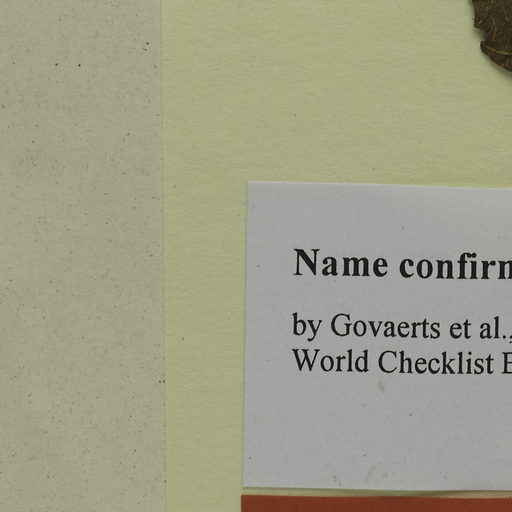 Name confirm
by Govaerts et al.,
World Checklist E